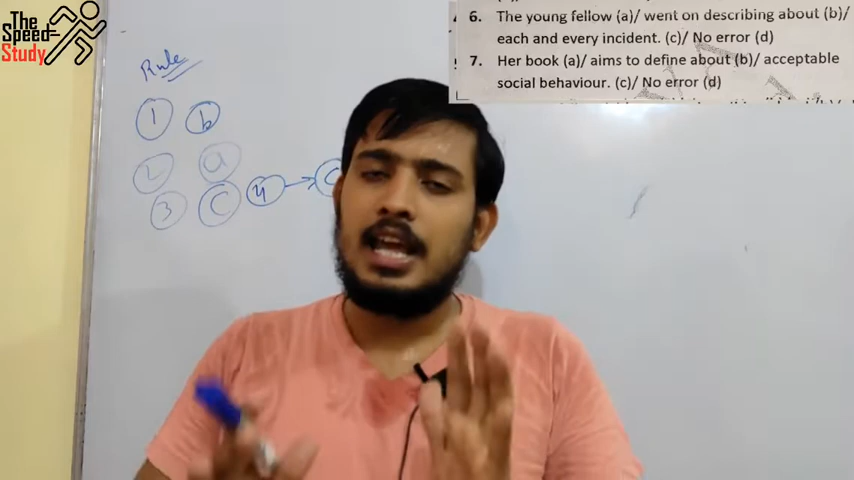 The
Speed
Study
6. The young fellow (a)/ went on describing about (b)/
each and every incident. (c)/ No error (d)
7. Her book (a)/ aims to define about (b)/ acceptable
social behaviour. (c)/ No error (d)
Rule
1 b
2 a
3 C 4 → C